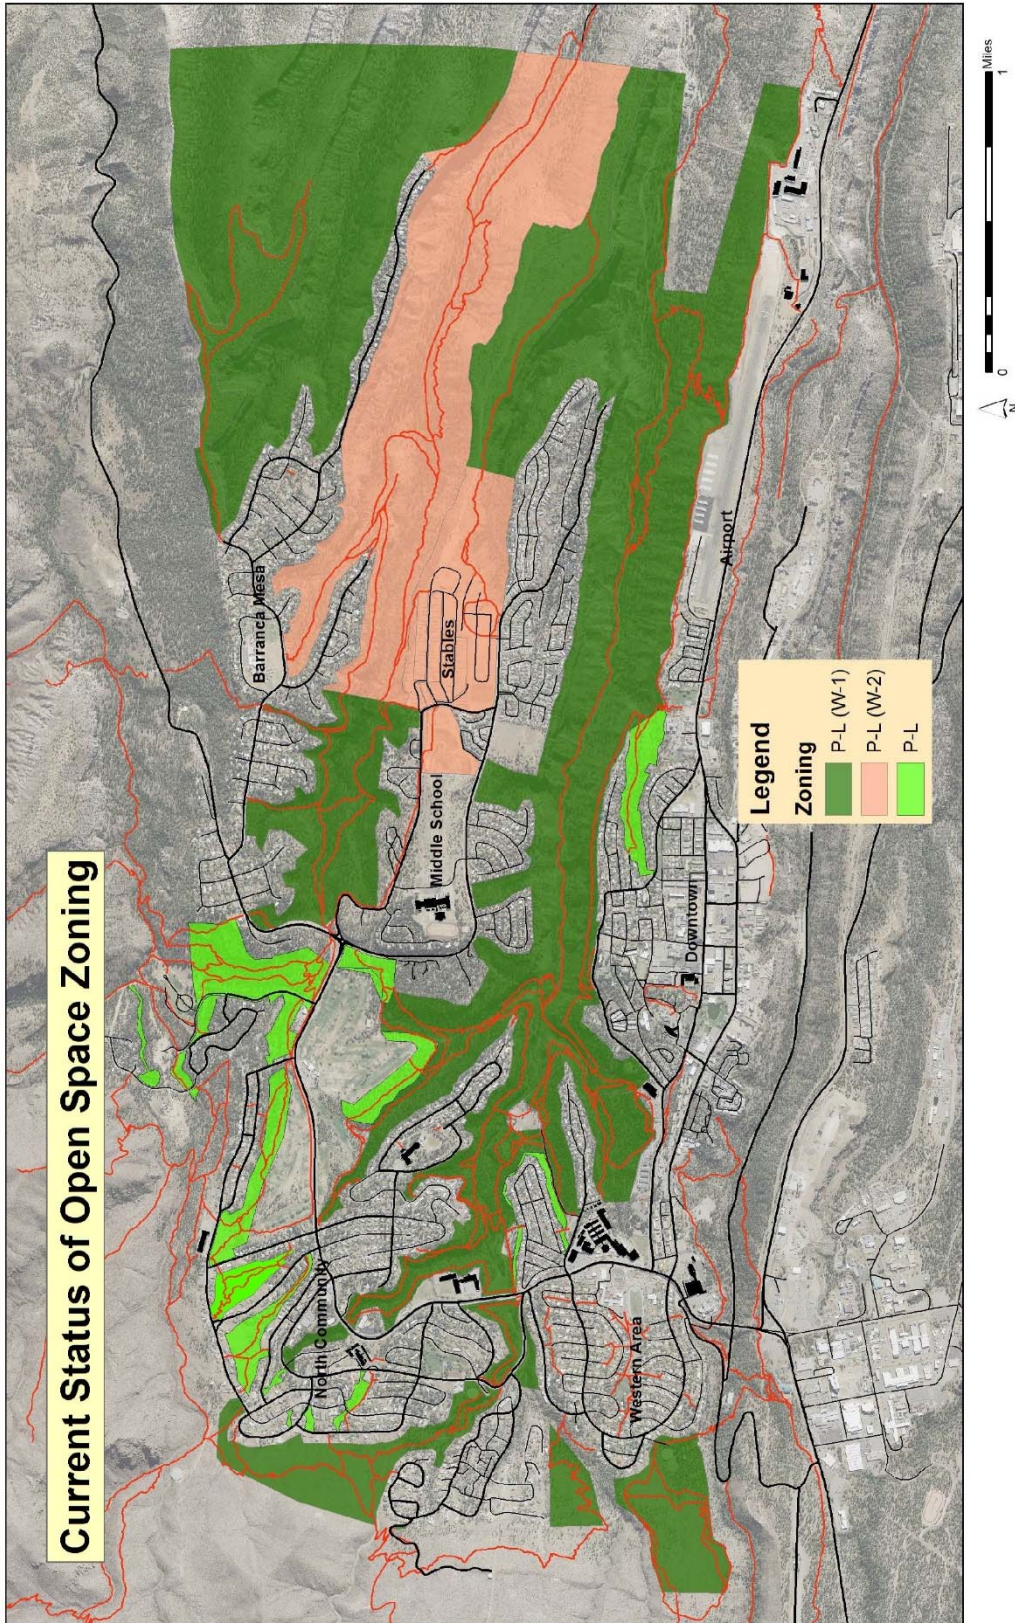 Current Status of Open Space Zoning
Barranca Mesa
Stables
Middle School
North Community
Airport
Downtown
Western Area
Legend
Zoning
P-L (W-1)
P-L (W-2)
P-L
N
0
1
Miles